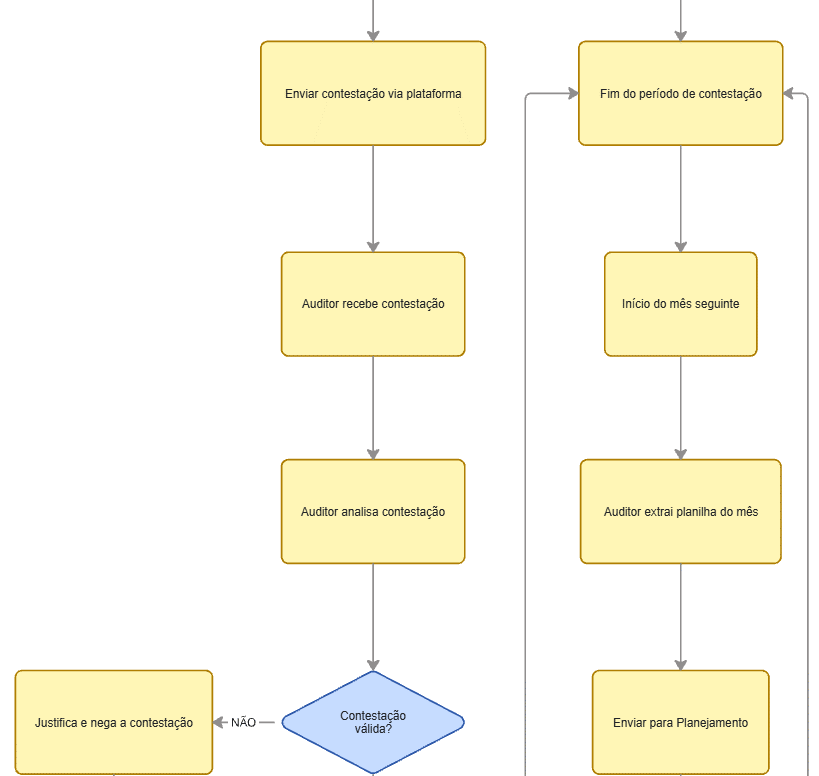 Enviar contestação via plataforma
Fim do período de contestação
Auditor recebe contestação
Início do mês seguinte
Auditor analisa contestação
Auditor extrai planilha do mês
Justifica e nega a contestação
NÃO
Contestação
válida?
Enviar para Planejamento